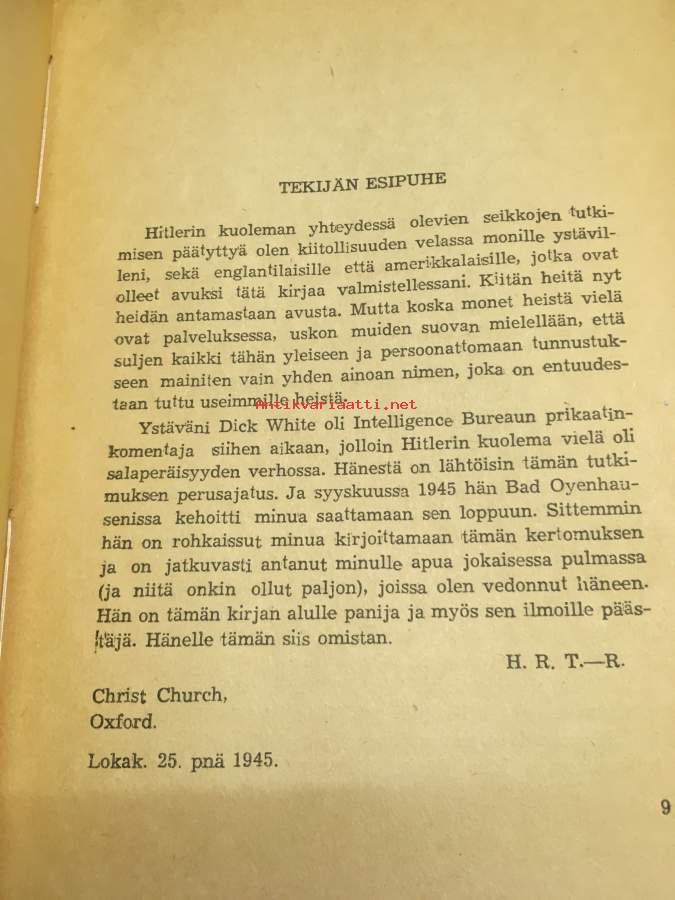 TEKIJÄN ESIPUHE
Hitlerin kuoleman yhteydessä olevien seikkojen tutki-
misen päätyttyä olen kiitollisuuden velassa monille ystävil-
leni, sekä englantilaisille että amerikkalaisille, jotka ovat
olleet avuksi tätä kirjaa valmistellessani. Kiitän heitä nyt
heidän antamastaan avusta. Mutta koska monet heistä vielä
ovat palveluksessa, uskon muiden suovan mielellään, että
suljen kaikki tähän yleiseen ja persoonattomaan tunnustuk-
seen mainiten vain yhden ainoan nimen, joka on entuudes-
taan tuttu useimmille heistä.
Antikvariaatti.net
Ystäväni Dick White oli Intelligence Bureaun prikaatin-
komentaja siihen aikaan, jolloin Hitlerin kuolema vielä oli
salaperäisyyden verhossa. Hänestä on lähtöisin tämän tutki-
muksen perusajatus. Ja syyskuussa 1945 hän Bad Oyenhau-
senissa kehoitti minua saattamaan sen loppuun. Sittemmin
hän on rohkaissut minua kirjoittamaan tämän kertomuksen
ja on jatkuvasti antanut minulle apua jokaisessa pulmassa
(ja niitä onkin ollut paljon), joissa olen vedonnut häneen.
Hän on tämän kirjan alulle panija ja myös sen ilmoille pääs-
täjä. Hänelle tämän siis omistan.
H. R. T.—R.
Christ Church,
Oxford.
Lokak. 25. pnä 1945.
9